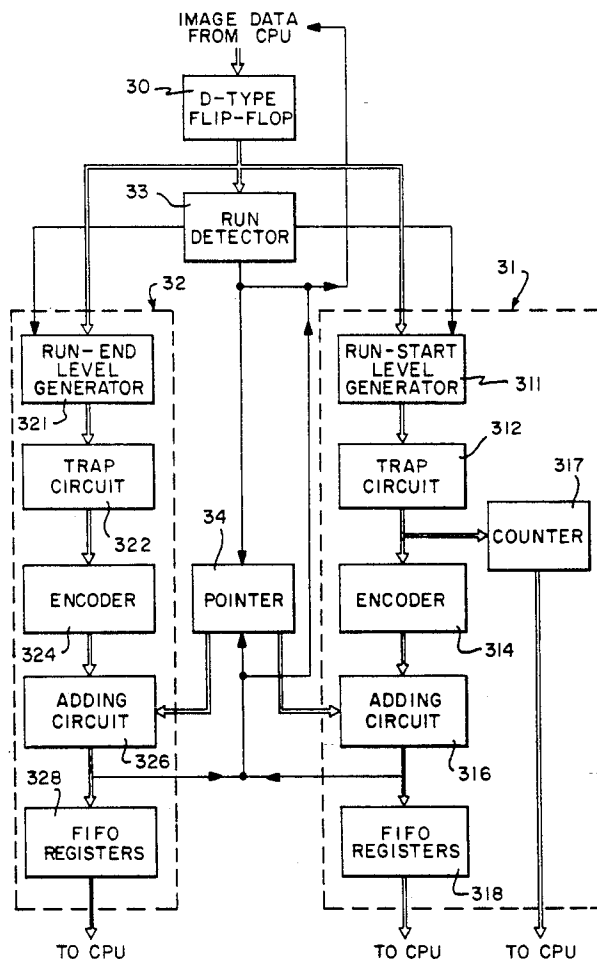 IMAGE DATA
FROM CPU
30
D-TYPE
FLIP-FLOP
33
RUN
DETECTOR
32
31
RUN-END
LEVEL
GENERATOR
321
RUN-START
LEVEL
GENERATOR
311
TRAP
CIRCUIT
322
TRAP
CIRCUIT
312
317
COUNTER
34
POINTER
ENCODER
324
ENCODER
314
ADDING
CIRCUIT
326
ADDING
CIRCUIT
316
328
FIFO
REGISTERS
FIFO
REGISTERS
318
TO CPU
TO CPU
TO CPU